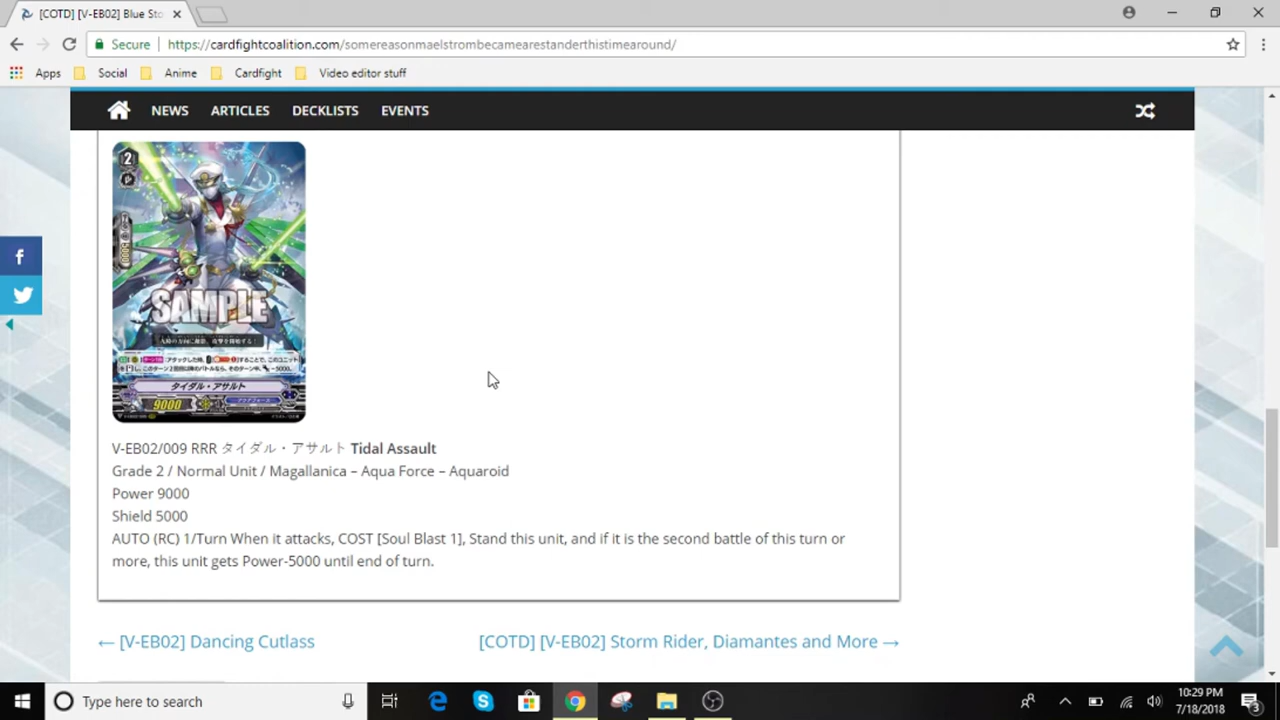 [COTD] [V-EB02] Blue Sto
Secure
https://cardfightcoalition.com/somereasonmaelstrombecamearestanderthistimearound/
Apps
Social
Anime
Cardfight
Video editor stuff
NEWS
ARTICLES
DECKLISTS
EVENTS
2
5000
SAMPLE
タイダル・アサルト
9000
V-EB02/009 RRR タイダル・アサルト Tidal Assault
Grade 2 / Normal Unit / Magallanica – Aqua Force – Aquaroid
Power 9000
Shield 5000
AUTO (RC) 1/Turn When it attacks, COST [Soul Blast 1], Stand this unit, and if it is the second battle of this turn or
more, this unit gets Power-5000 until end of turn.
← [V-EB02] Dancing Cutlass
[COTD] [V-EB02] Storm Rider, Diamantes and More →
Type here to search
10:29 PM
7/18/2018
3